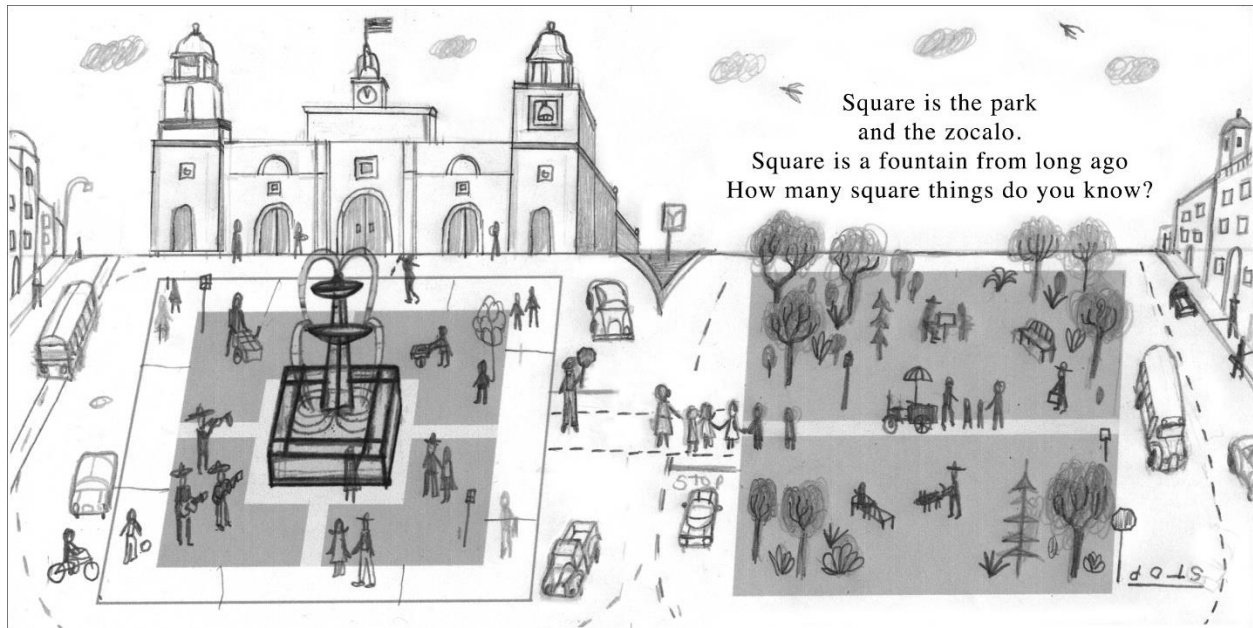 Square is the park
and the zocalo.
Square is a fountain from long ago
How many square things do you know?
STOP
STOP